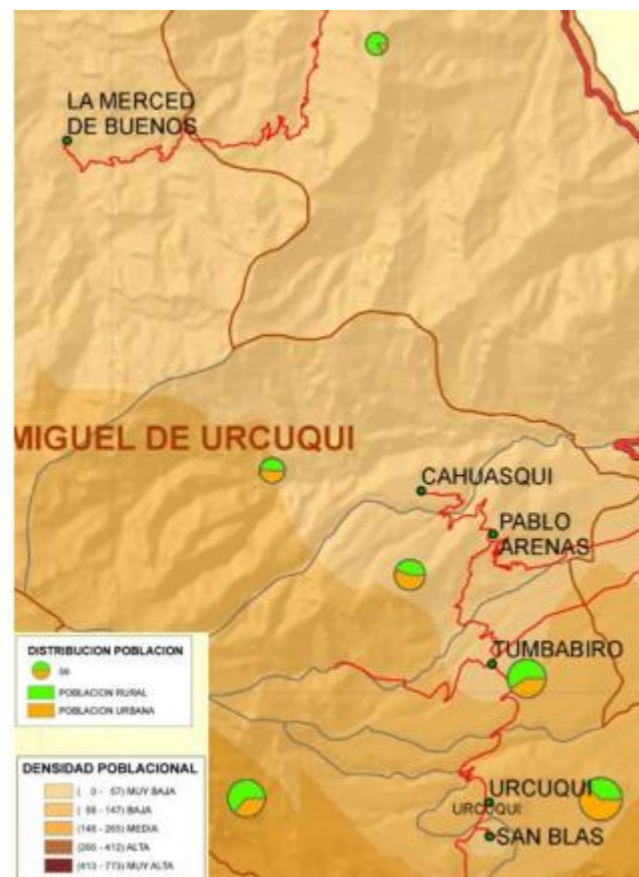 LA MERCED
DE BUENOS
MIGUEL DE URCUQUI
CAHUASQUI
PABLO
ARENAS
TUMBABIRO
URCUQUI
URCUQUI
SAN BLAS
DISTRIBUCION POBLACION
POBLACION RURAL
POBLACION URBANA
DENSIDAD POBLACIONAL
( 0 - 57) MUY BAJA
( 58 - 147) BAJA
(148 - 265) MEDIA
(266 - 412) ALTA
(413 - 773) MUY ALTA